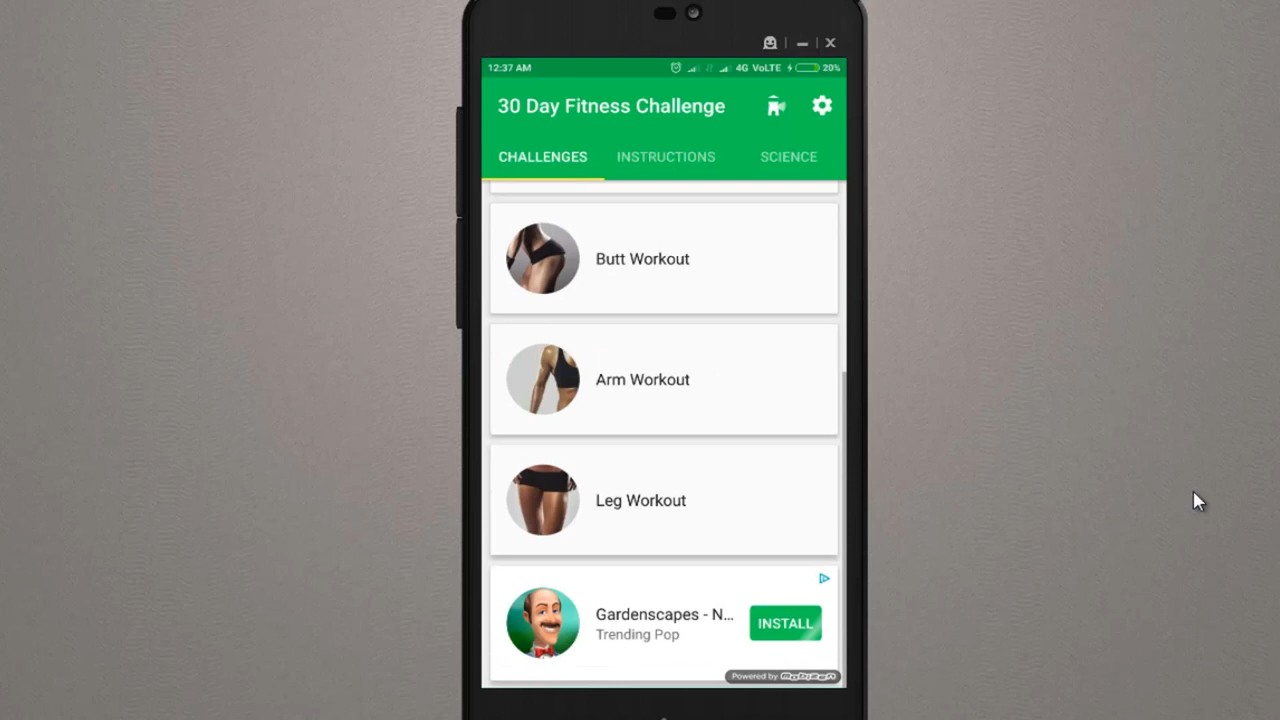 12:37 AM
4G VoLTE 20%
30 Day Fitness Challenge
CHALLENGES
INSTRUCTIONS
SCIENCE
Butt Workout
Arm Workout
Leg Workout
Gardenscapes - N...
Trending Pop
INSTALL
Powered by Mobizen